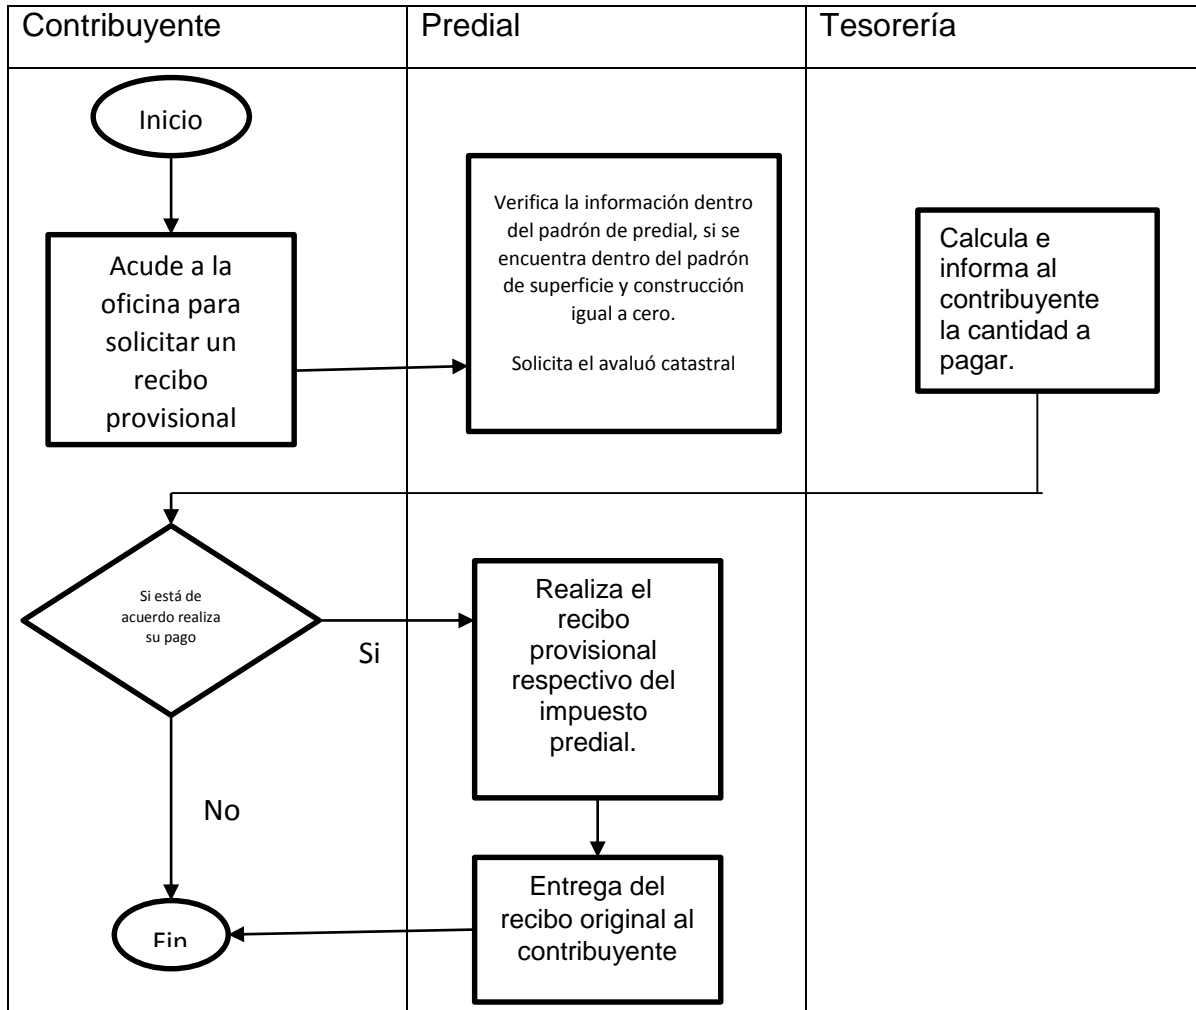 Contribuyente
Predial
Tesorería
Inicio
Acude a la
oficina para
solicitar un
recibo
provisional
Verifica la información dentro
del padrón de predial, si se
encuentra dentro del padrón
de superficie y construcción
igual a cero.
Solicita el avaluó catastral
Calcula e
informa al
contribuyente
la cantidad a
pagar.
Si está de
acuerdo realiza
su pago
Si
No
Realiza el
recibo
provisional
respectivo del
impuesto
predial.
Entrega del
recibo original al
contribuyente
Fin